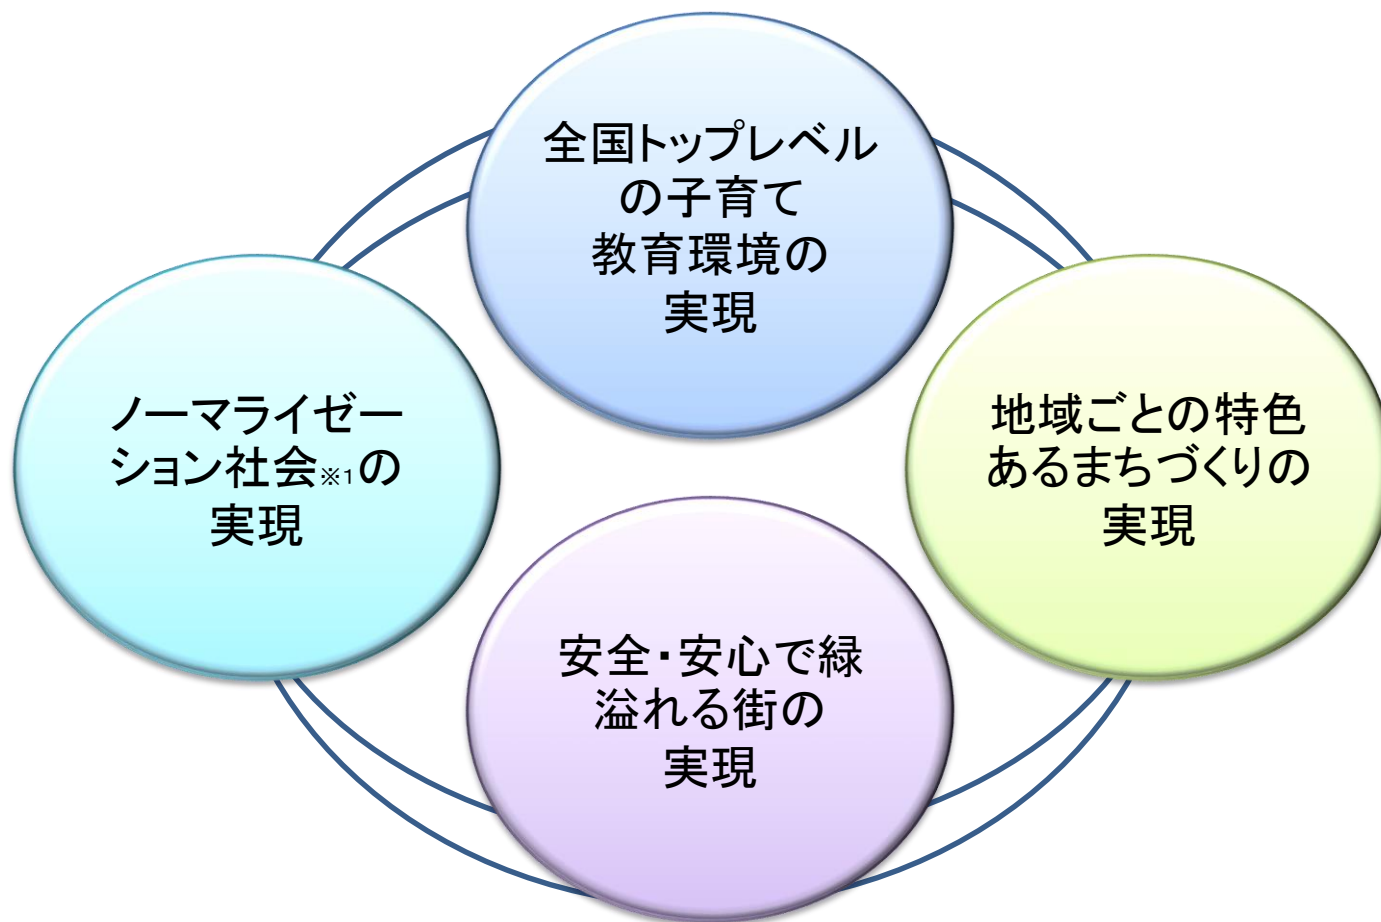 全国トップレベル
の子育て
教育環境の
実現
ノーマライゼー
ション社会※1の
実現
地域ごとの特色
あるまちづくりの
実現
安全・安心で緑
溢れる街の
実現